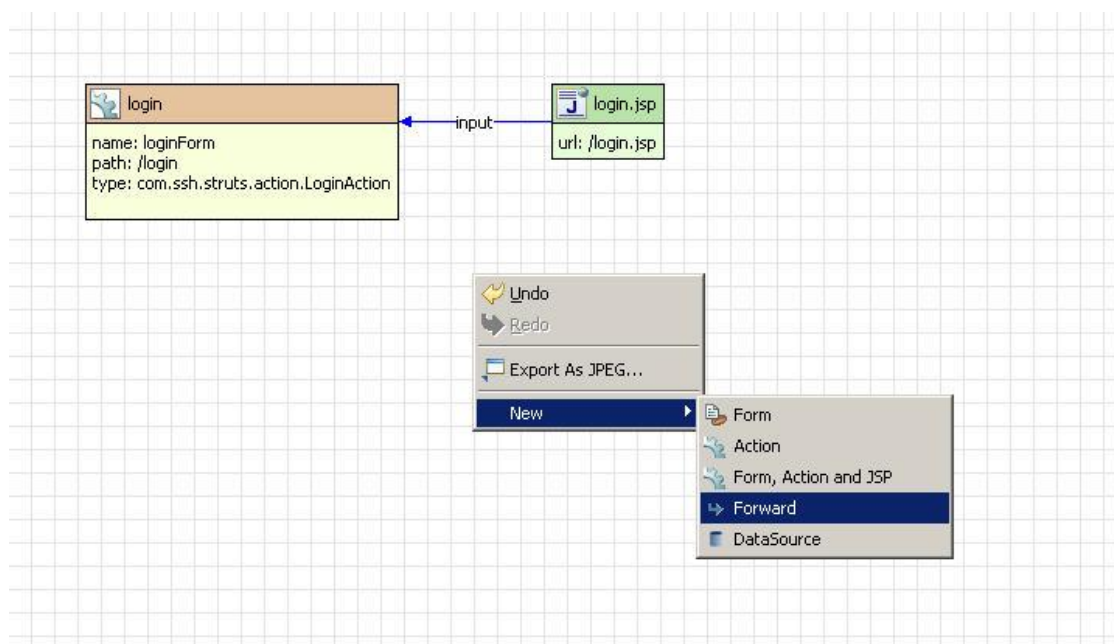 login
name: loginForm
path: /login
type: com.ssh.struts.action.LoginAction
input
login.jsp
url: /login.jsp
Undo
Redo
Export As JPEG...
New
Form
Action
Form, Action and JSP
Forward
DataSource